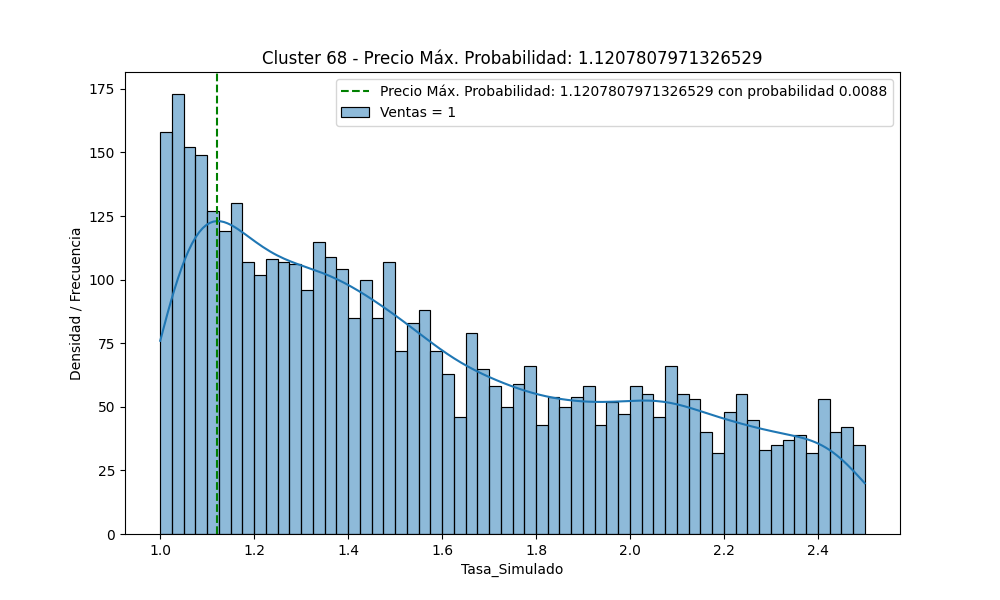 Cluster 68 - Precio Máx. Probabilidad: 1.1207807971326529
Precio Máx. Probabilidad: 1.1207807971326529 con probabilidad 0.0088
Ventas = 1
Densidad / Frecuencia
175
150
125
100
75
50
25
0
1.0 1.2 1.4 1.6 1.8 2.0 2.2 2.4
Tasa_Simulado